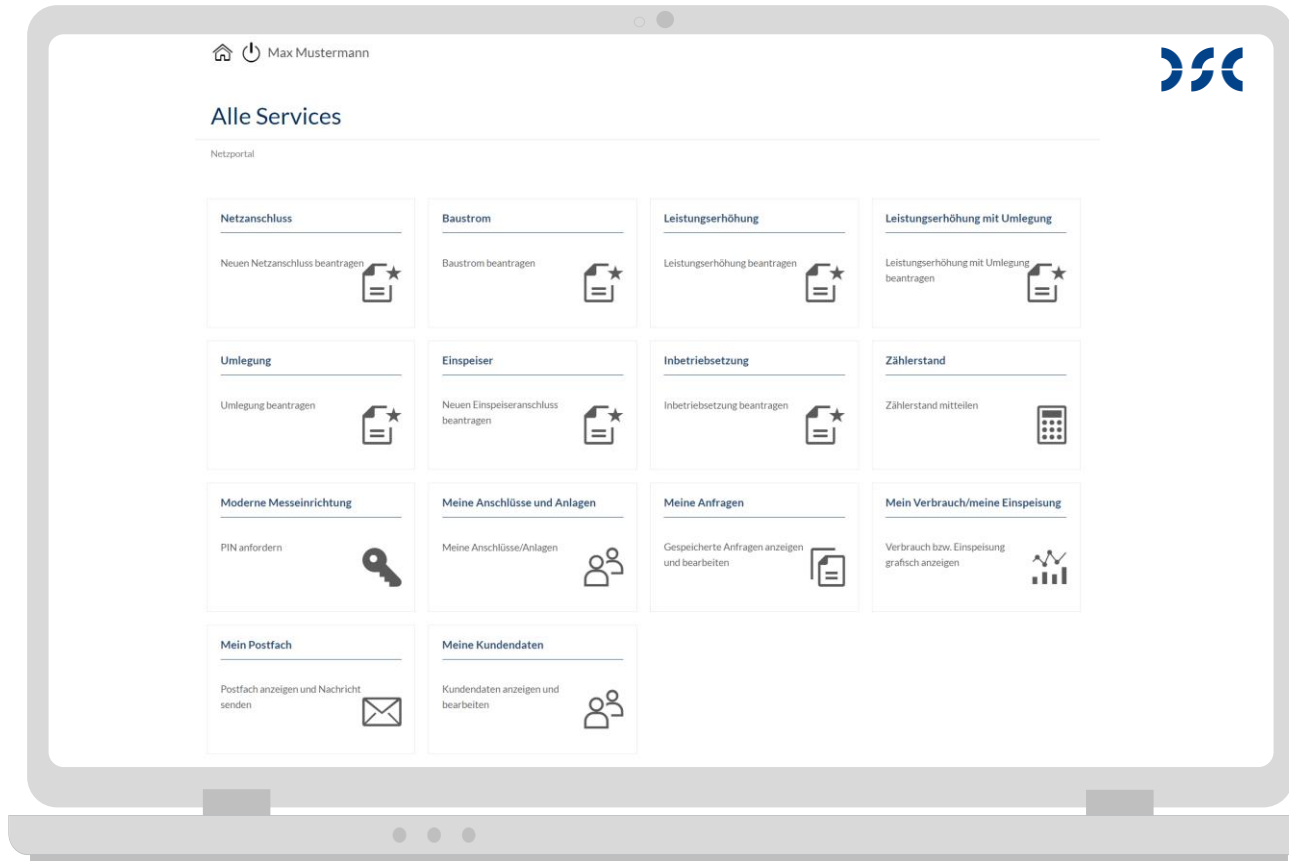 Max Mustermann
Alle Services
Netzportal
Netzanschluss
Neuen Netzanschluss beantragen
Baustrom
Baustrom beantragen
Leistungserhöhung
Leistungserhöhung beantragen
Leistungserhöhung mit Umlegung
Leistungserhöhung mit Umlegung
beantragen
Umlegung
Umlegung beantragen
Einspeiser
Neuen Einspeiseranschluss
beantragen
Inbetriebsetzung
Inbetriebsetzung beantragen
Zählerstand
Zählerstand mitteilen
Moderne Messeinrichtung
PIN anfordern
Meine Anschlüsse und Anlagen
Meine Anschlüsse/Anlagen
Meine Anfragen
Gespeicherte Anfragen anzeigen
und bearbeiten
Mein Verbrauch/meine Einspeisung
Verbrauch bzw. Einspeisung
grafisch anzeigen
Mein Postfach
Postfach anzeigen und Nachricht
senden
Meine Kundendaten
Kundendaten anzeigen und
bearbeiten